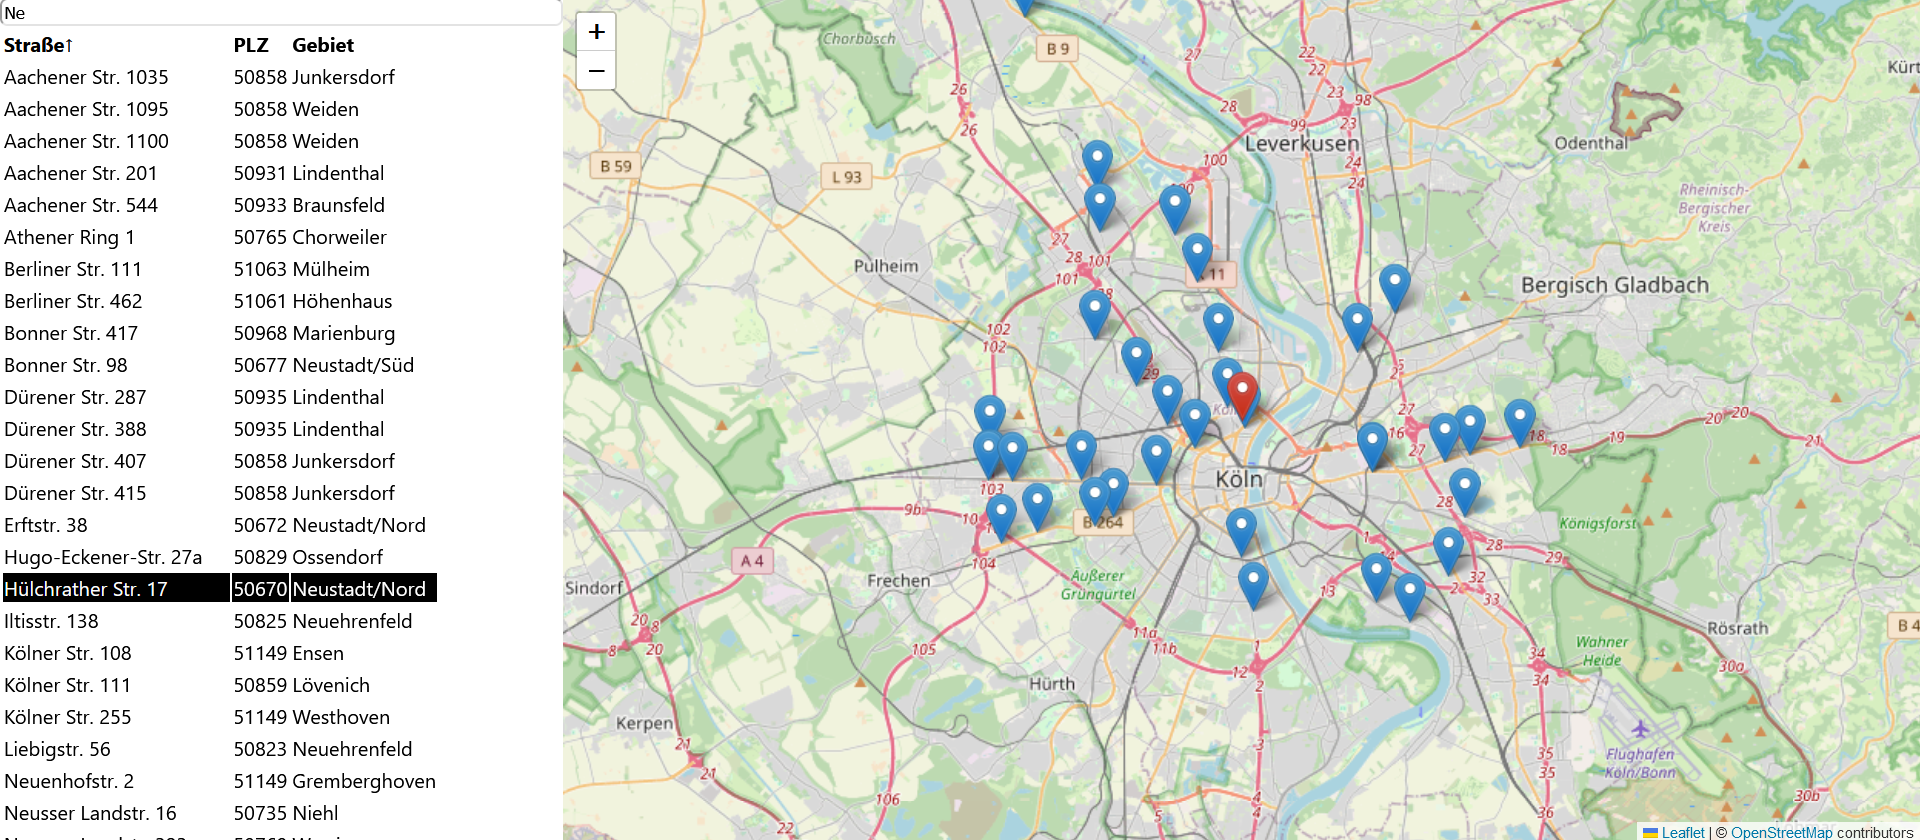 Ne
Straße↑ PLZ Gebiet
Aachener Str. 1035 50858 Junkersdorf
Aachener Str. 1095 50858 Weiden
Aachener Str. 1100 50858 Weiden
Aachener Str. 201 50931 Lindenthal
Aachener Str. 544 50933 Braunsfeld
Athener Ring 1 50765 Chorweiler
Berliner Str. 111 51063 Mülheim
Berliner Str. 462 51061 Höhenhaus
Bonner Str. 417 50968 Marienburg
Bonner Str. 98 50677 Neustadt/Süd
Dürener Str. 287 50935 Lindenthal
Dürener Str. 388 50935 Lindenthal
Dürener Str. 407 50858 Junkersdorf
Dürener Str. 415 50858 Junkersdorf
Erftstr. 38 50672 Neustadt/Nord
Hugo-Eckener-Str. 27a 50829 Ossendorf
Hülchrather Str. 17 50670 Neustadt/Nord
Iltisstr. 138 50825 Neuehrenfeld
Kölner Str. 108 51149 Ensen
Kölner Str. 111 50859 Lövenich
Kölner Str. 255 51149 Westhoven
Liebigstr. 56 50823 Neuehrenfeld
Neuenhofstr. 2 51149 Gremberghoven
Neusser Landstr. 16 50735 Niehl
+
−
Chorbusch
B 9
27
22
22
Kürt
26
26
28
23
98
99
23
Leverkusen
Odenthal
B 59
L 93
100
24
24
Rheinisch-
Bergischer
Kreis
27
28
101
101
Pulheim
11
Bergisch Gladbach
102
102
29
27
16
27
20
20
18
18
19
21
Köln
103
9b
104
B 264
28
Königsforst
A 4
28
29
14
Sindorf
Frechen
Äußerer
Grüngürtel
13
32
33
20
8
8
20
105
11a
11b
12
1
2
Rösrath
B 4
Wahner
Heide
34
34
30a
Hürth
Kerpen
21
21
3
Flughafen
Köln/Bonn
35
35
36
106
22
4
4
5
30b
Leaflet | © OpenStreetMap contributors